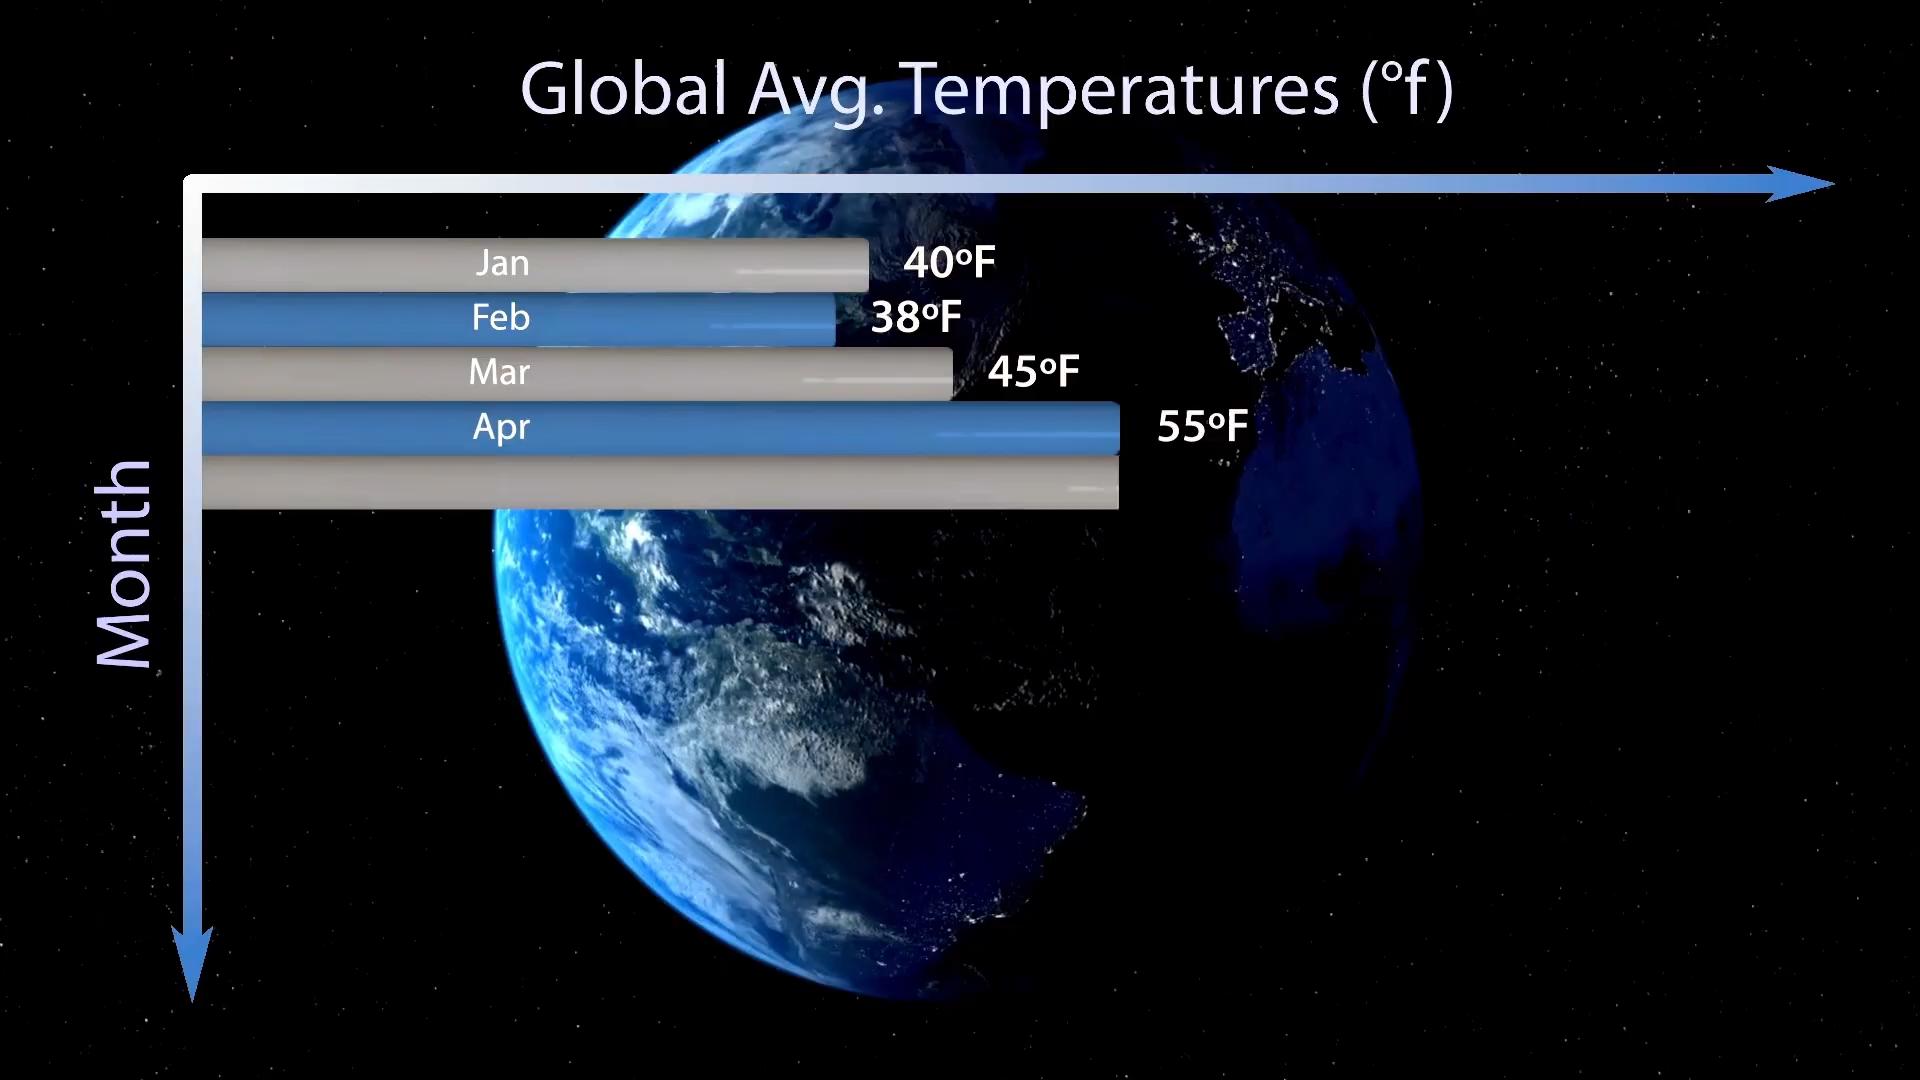 Global Avg. Temperatures (°f)
Jan 40ºF
Feb 38ºF
Mar 45ºF
Apr 55ºF
Month